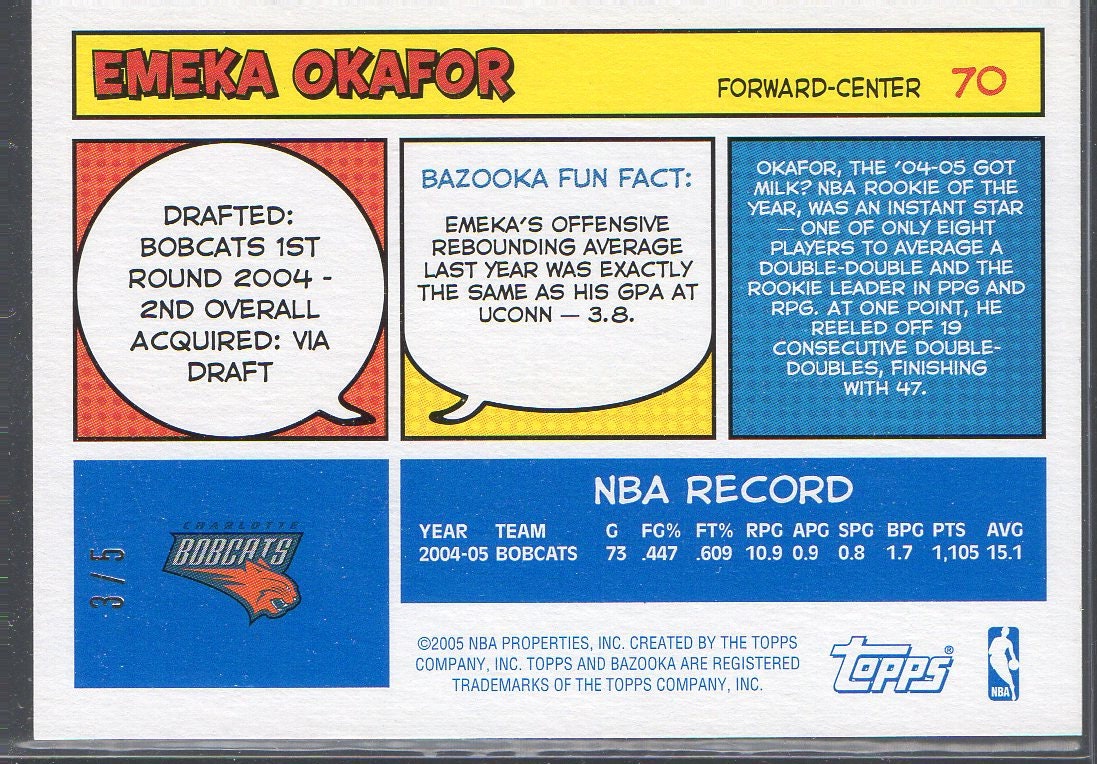 EMEKA OKAFOR
FORWARD-CENTER 70
DRAFTED:
BOBCATS 1ST
ROUND 2004 -
2ND OVERALL
ACQUIRED: VIA
DRAFT
BAZOOKA FUN FACT:
EMEKA'S OFFENSIVE
REBOUNDING AVERAGE
LAST YEAR WAS EXACTLY
THE SAME AS HIS GPA AT
UCONN — 3.8.
OKAFOR, THE '04-05 GOT
MILK? NBA ROOKIE OF THE
YEAR, WAS AN INSTANT STAR
— ONE OF ONLY EIGHT
PLAYERS TO AVERAGE A
DOUBLE-DOUBLE AND THE
ROOKIE LEADER IN PPG AND
RPG. AT ONE POINT, HE
REELED OFF 19
CONSECUTIVE DOUBLE-
DOUBLES, FINISHING
WITH 47.
3/5
CHARLOTTE
BOBCATS
NBA RECORD
YEAR TEAM G FG% FT% RPG APG SPG BPG PTS AVG
2004-05 BOBCATS 73 .447 .609 10.9 0.9 0.8 1.7 1,105 15.1
©2005 NBA PROPERTIES, INC. CREATED BY THE TOPPS
COMPANY, INC. TOPPS AND BAZOOKA ARE REGISTERED
TRADEMARKS OF THE TOPPS COMPANY, INC.
Topps®
NBA